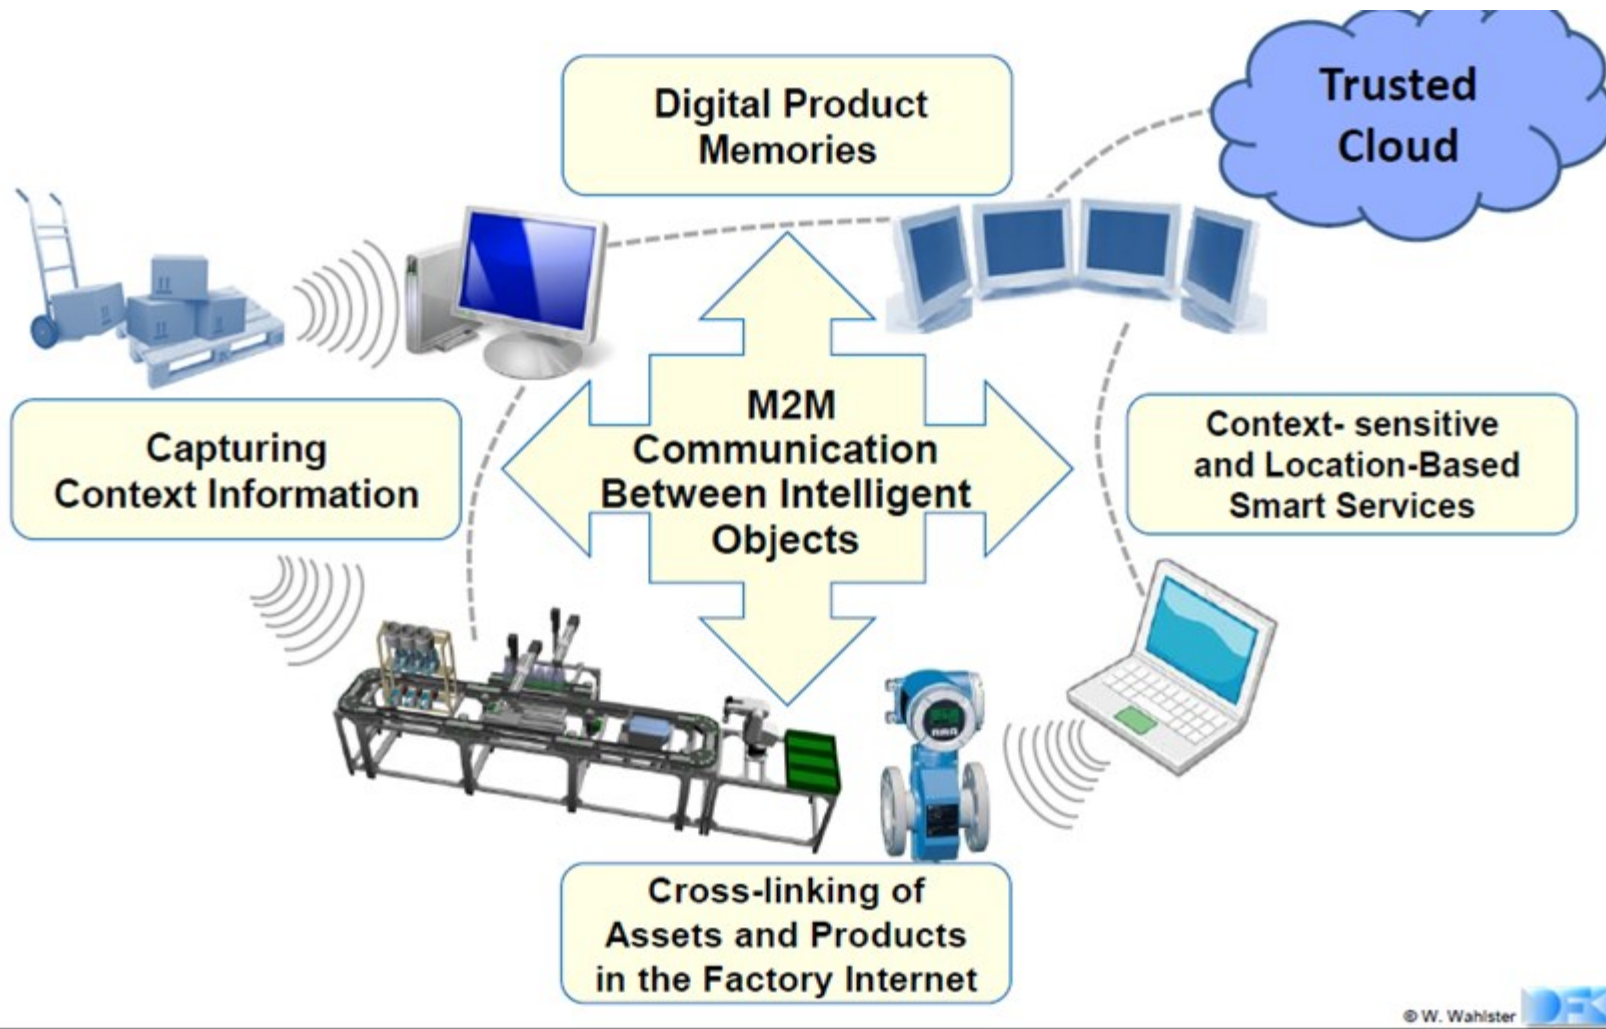 Trusted
Cloud
Digital Product
Memories
M2M
Communication
Between Intelligent
Objects
Capturing
Context Information
Context- sensitive
and Location-Based
Smart Services
Cross-linking of
Assets and Products
in the Factory Internet
© W. Wahlster